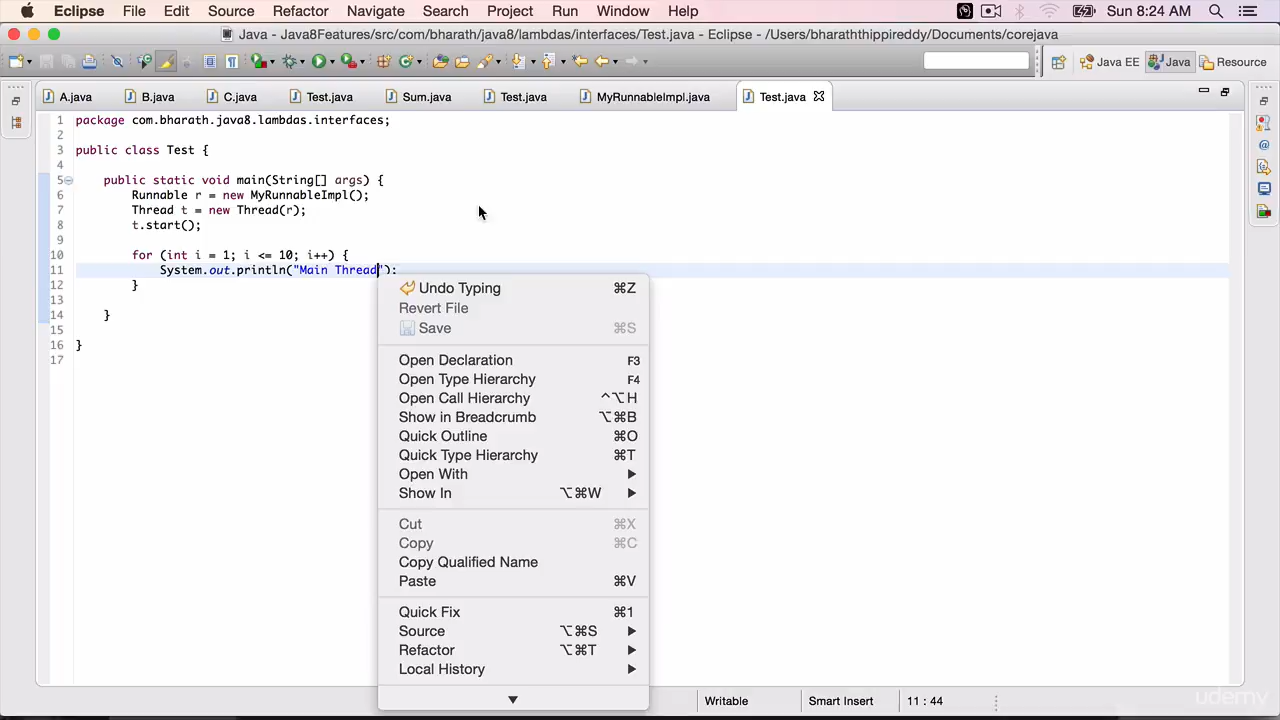 Eclipse File Edit Source Refactor Navigate Search Project Run Window Help Sun 8:24 AM
Java - Java8Features/src/com/bharath/java8/lambdas/interfaces/Test.java - Eclipse - /Users/bharaththippireddy/Documents/corejava
Java EE Java Resource
A.java B.java C.java Test.java Sum.java Test.java MyRunnableImpl.java Test.java
1 package com.bharath.java8.lambdas.interfaces;
2
3 public class Test {
4
5 public static void main(String[] args) {
6 Runnable r = new MyRunnableImpl();
7 Thread t = new Thread(r);
8 t.start();
9
10 for (int i = 1; i <= 10; i++) {
11 System.out.println("Main Thread");
12 }
13
14 }
15
16 }
17
Undo Typing ⌘Z
Revert File
Save ⌘S
Open Declaration F3
Open Type Hierarchy F4
Open Call Hierarchy ^⌥H
Show in Breadcrumb ⌥⌘B
Quick Outline ⌘O
Quick Type Hierarchy ⌘T
Open With ▶
Show In ⌥⌘W ▶
Cut ⌘X
Copy ⌘C
Copy Qualified Name
Paste ⌘V
Quick Fix ⌘1
Source ⌥⌘S ▶
Refactor ⌥⌘T ▶
Local History ▶
Writable Smart Insert 11 : 44
udemy